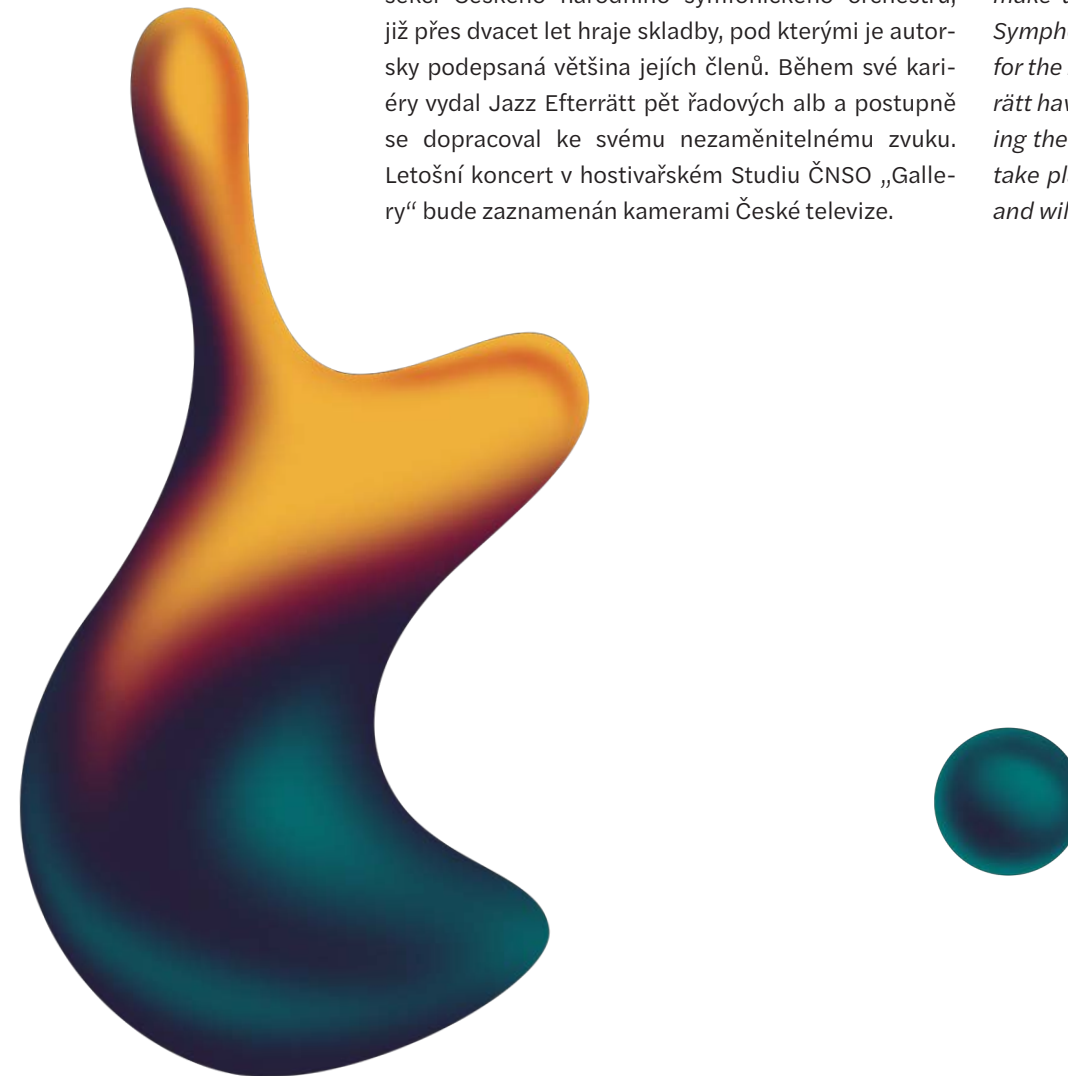 sekci Českého národního symfonického orchestru,
již přes dvacet let hraje skladby, pod kterými je autor-
sky podepsaná většina jejích členů. Během své kari-
éry vydal Jazz Efterrätt pět řadových alb a postupně
se dopracoval ke svému nezaměnitelnému zvuku.
Letošní koncert v hostivařském Studiu ČNSO „Galle-
ry“ bude zaznamenán kamerami České televize.
make
Symph
for the
rätt hav
ing the
take pl
and wil